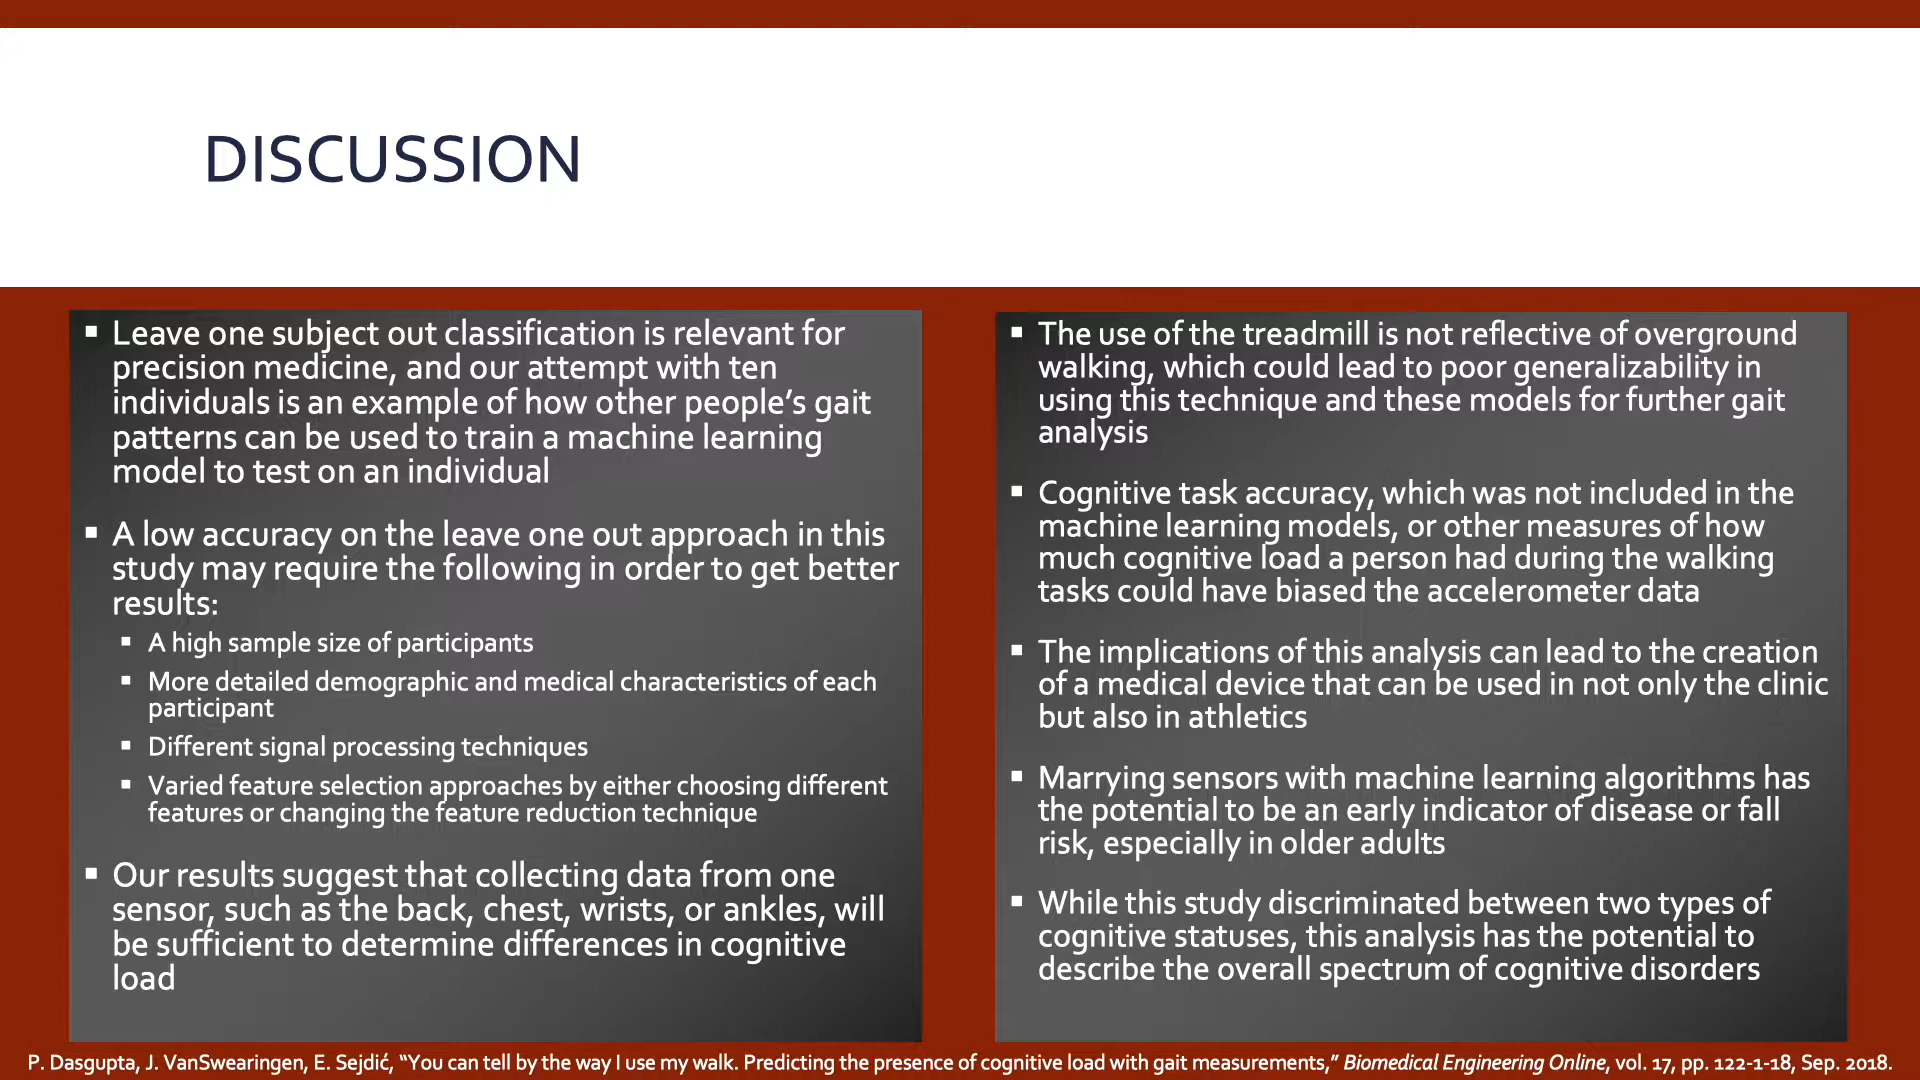 DISCUSSION
▪ Leave one subject out classification is relevant for
precision medicine, and our attempt with ten
individuals is an example of how other people’s gait
patterns can be used to train a machine learning
model to test on an individual
▪ A low accuracy on the leave one out approach in this
study may require the following in order to get better
results:
▪ A high sample size of participants
▪ More detailed demographic and medical characteristics of each
participant
▪ Different signal processing techniques
▪ Varied feature selection approaches by either choosing different
features or changing the feature reduction technique
▪ Our results suggest that collecting data from one
sensor, such as the back, chest, wrists, or ankles, will
be sufficient to determine differences in cognitive
load
▪ The use of the treadmill is not reflective of overground
walking, which could lead to poor generalizability in
using this technique and these models for further gait
analysis
▪ Cognitive task accuracy, which was not included in the
machine learning models, or other measures of how
much cognitive load a person had during the walking
tasks could have biased the accelerometer data
▪ The implications of this analysis can lead to the creation
of a medical device that can be used in not only the clinic
but also in athletics
▪ Marrying sensors with machine learning algorithms has
the potential to be an early indicator of disease or fall
risk, especially in older adults
▪ While this study discriminated between two types of
cognitive statuses, this analysis has the potential to
describe the overall spectrum of cognitive disorders
P. Dasgupta, J. VanSwearingen, E. Sejdić, “You can tell by the way I use my walk. Predicting the presence of cognitive load with gait measurements,” Biomedical Engineering Online, vol. 17, pp. 122-1-18, Sep. 2018.